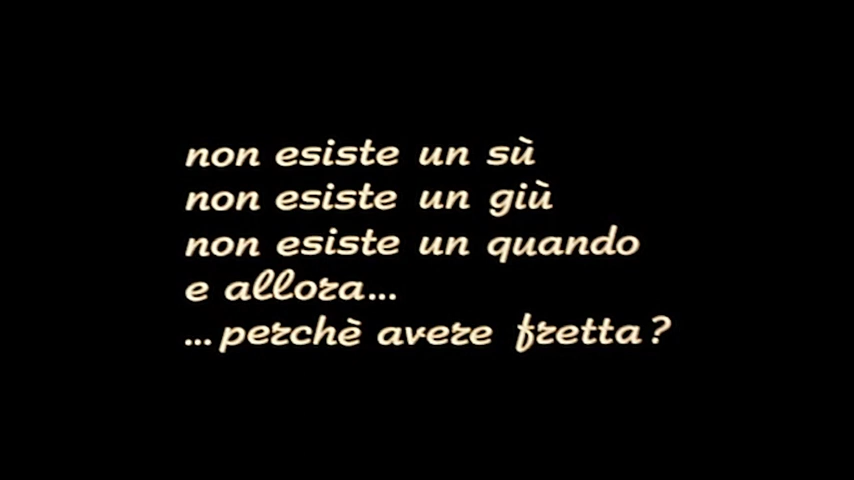 non esiste un sù
non esiste un giù
non esiste un quando
e allora...
...perchè avere fretta?